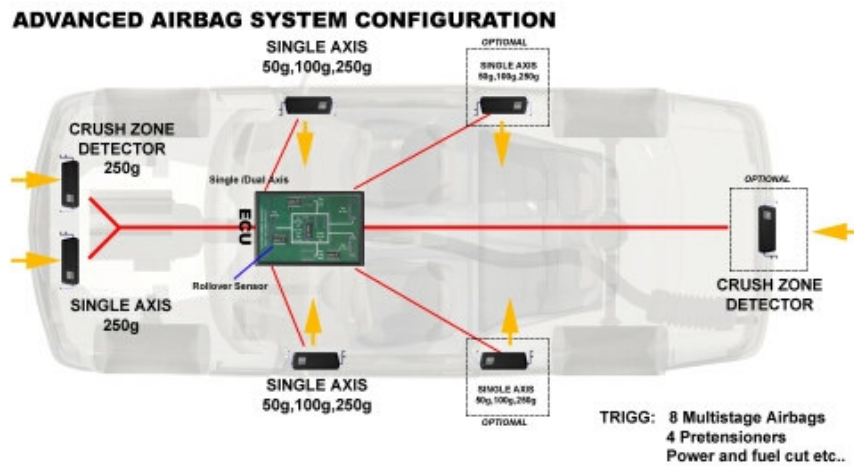 ADVANCED AIRBAG SYSTEM CONFIGURATION
SINGLE AXIS
50g,100g,250g
OPTIONAL
SINGLE AXIS
50g,100g,250g
CRUSH ZONE
DETECTOR
250g
Single /Dual Axis
ECU
Rollover Sensor
OPTIONAL
CRUSH ZONE
DETECTOR
SINGLE AXIS
250g
SINGLE AXIS
50g,100g,250g
SINGLE AXIS
50g,100g,250g
OPTIONAL
TRIGG: 8 Multistage Airbags
4 Pretensioners
Power and fuel cut etc..